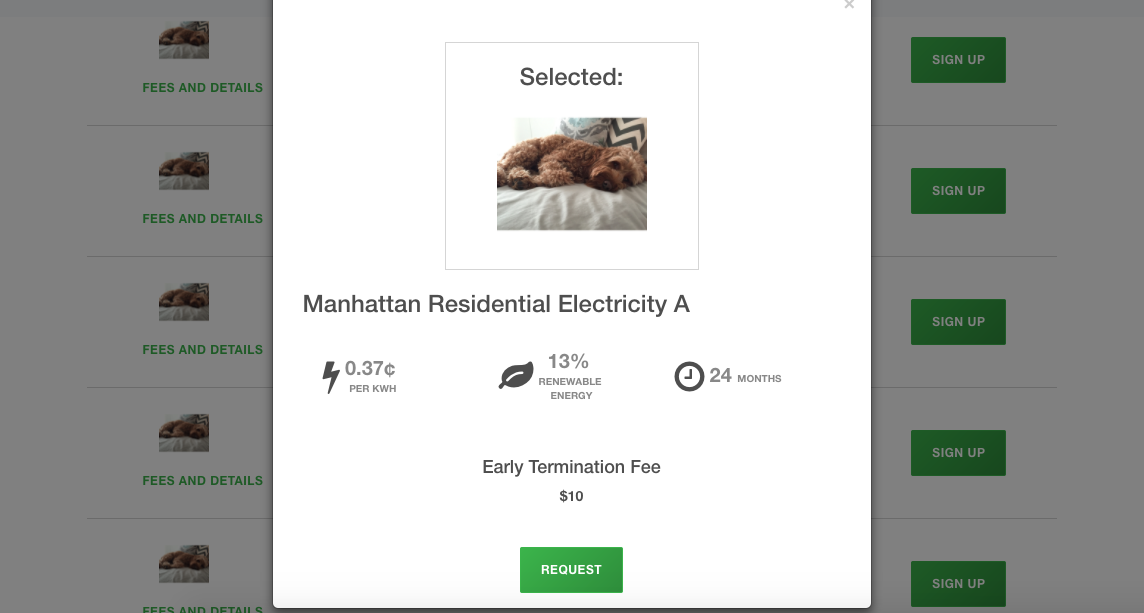 ×
Selected:
Manhattan Residential Electricity A
0.37¢
PER KWH
13%
RENEWABLE
ENERGY
24 MONTHS
Early Termination Fee
$10
REQUEST
FEES AND DETAILS
SIGN UP
FEES AND DETAILS
SIGN UP
FEES AND DETAILS
SIGN UP
FEES AND DETAILS
SIGN UP
FEES AND DETAILS
SIGN UP